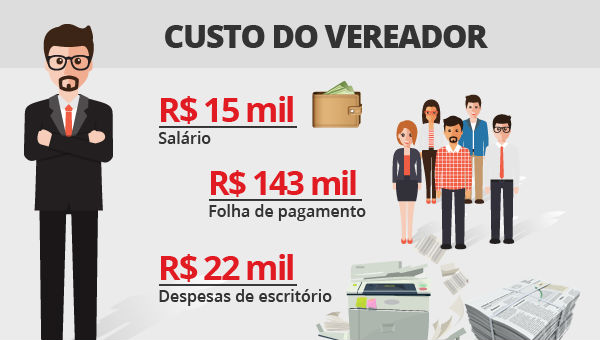 CUSTO DO VEREADOR
R$ 15 mil
Salário
R$ 143 mil
Folha de pagamento
R$ 22 mil
Despesas de escritório